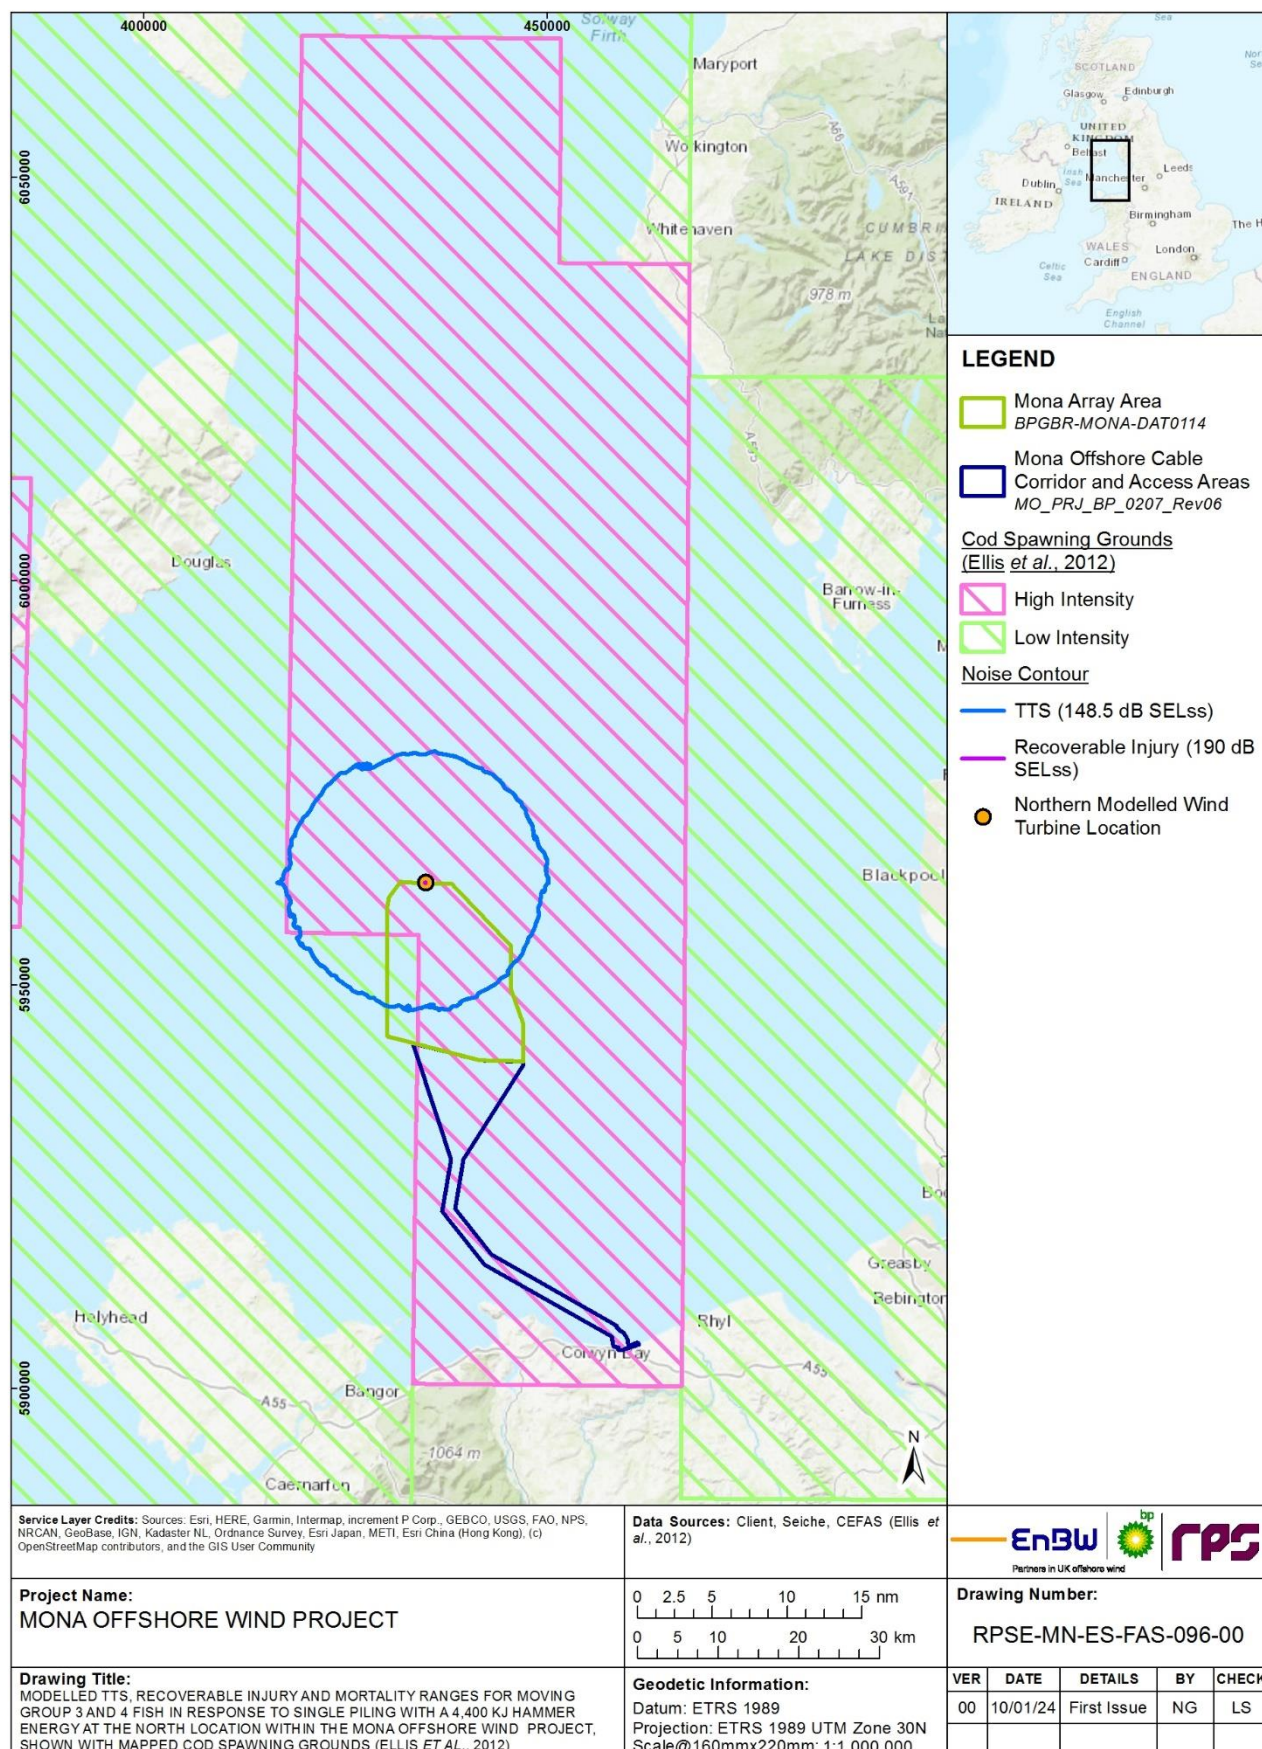 400000
450000
6050000
6000000
5950000
5900000
Solway
Firth
Maryport
Workington
A66
A591
Whitehaven
CUMBRI
LAKE DIS
978 m
La
Na
A595
Douglas
Barrow-in-
Furness
M
Blackpool
Bo
Greasby
Bebington
Holyhead
Rhyl
Colwyn Bay
A55
Bangor
A55
1064 m
Caernarfon
N
Sea
Nor
Se
SCOTLAND
Glasgow
Edinburgh
UNITED
KINGDOM
Belfast
Irish
Sea
Manchester
Leeds
Dublin
IRELAND
Birmingham
The H
WALES
London
Cardiff
Celtic
Sea
ENGLAND
English
Channel
LEGEND
Mona Array Area
BPGBR-MONA-DAT0114
Mona Offshore Cable
Corridor and Access Areas
MO_PRJ_BP_0207_Rev06
Cod Spawning Grounds
(Ellis et al., 2012)
High Intensity
Low Intensity
Noise Contour
TTS (148.5 dB SELss)
Recoverable Injury (190 dB
SELss)
Northern Modelled Wind
Turbine Location
Service Layer Credits: Sources: Esri, HERE, Garmin, Intermap, increment P Corp., GEBCO, USGS, FAO, NPS,
NRCAN, GeoBase, IGN, Kadaster NL, Ordnance Survey, Esri Japan, METI, Esri China (Hong Kong), (c)
OpenStreetMap contributors, and the GIS User Community
Data Sources: Client, Seiche, CEFAS (Ellis et
al., 2012)
EnBW
bp
rps
Partners in UK offshore wind
Project Name:
MONA OFFSHORE WIND PROJECT
0 2.5 5 10 15 nm
0 5 10 20 30 km
Drawing Number:
RPSE-MN-ES-FAS-096-00
Drawing Title:
MODELLED TTS, RECOVERABLE INJURY AND MORTALITY RANGES FOR MOVING
GROUP 3 AND 4 FISH IN RESPONSE TO SINGLE PILING WITH A 4,400 KJ HAMMER
ENERGY AT THE NORTH LOCATION WITHIN THE MONA OFFSHORE WIND PROJECT,
SHOWN WITH MAPPED COD SPAWNING GROUNDS (ELLIS ET AL., 2012)
Geodetic Information:
Datum: ETRS 1989
Projection: ETRS 1989 UTM Zone 30N
Scale@160mmx220mm: 1:1,000,000
VER DATE DETAILS BY CHECK
00 10/01/24 First Issue NG LS